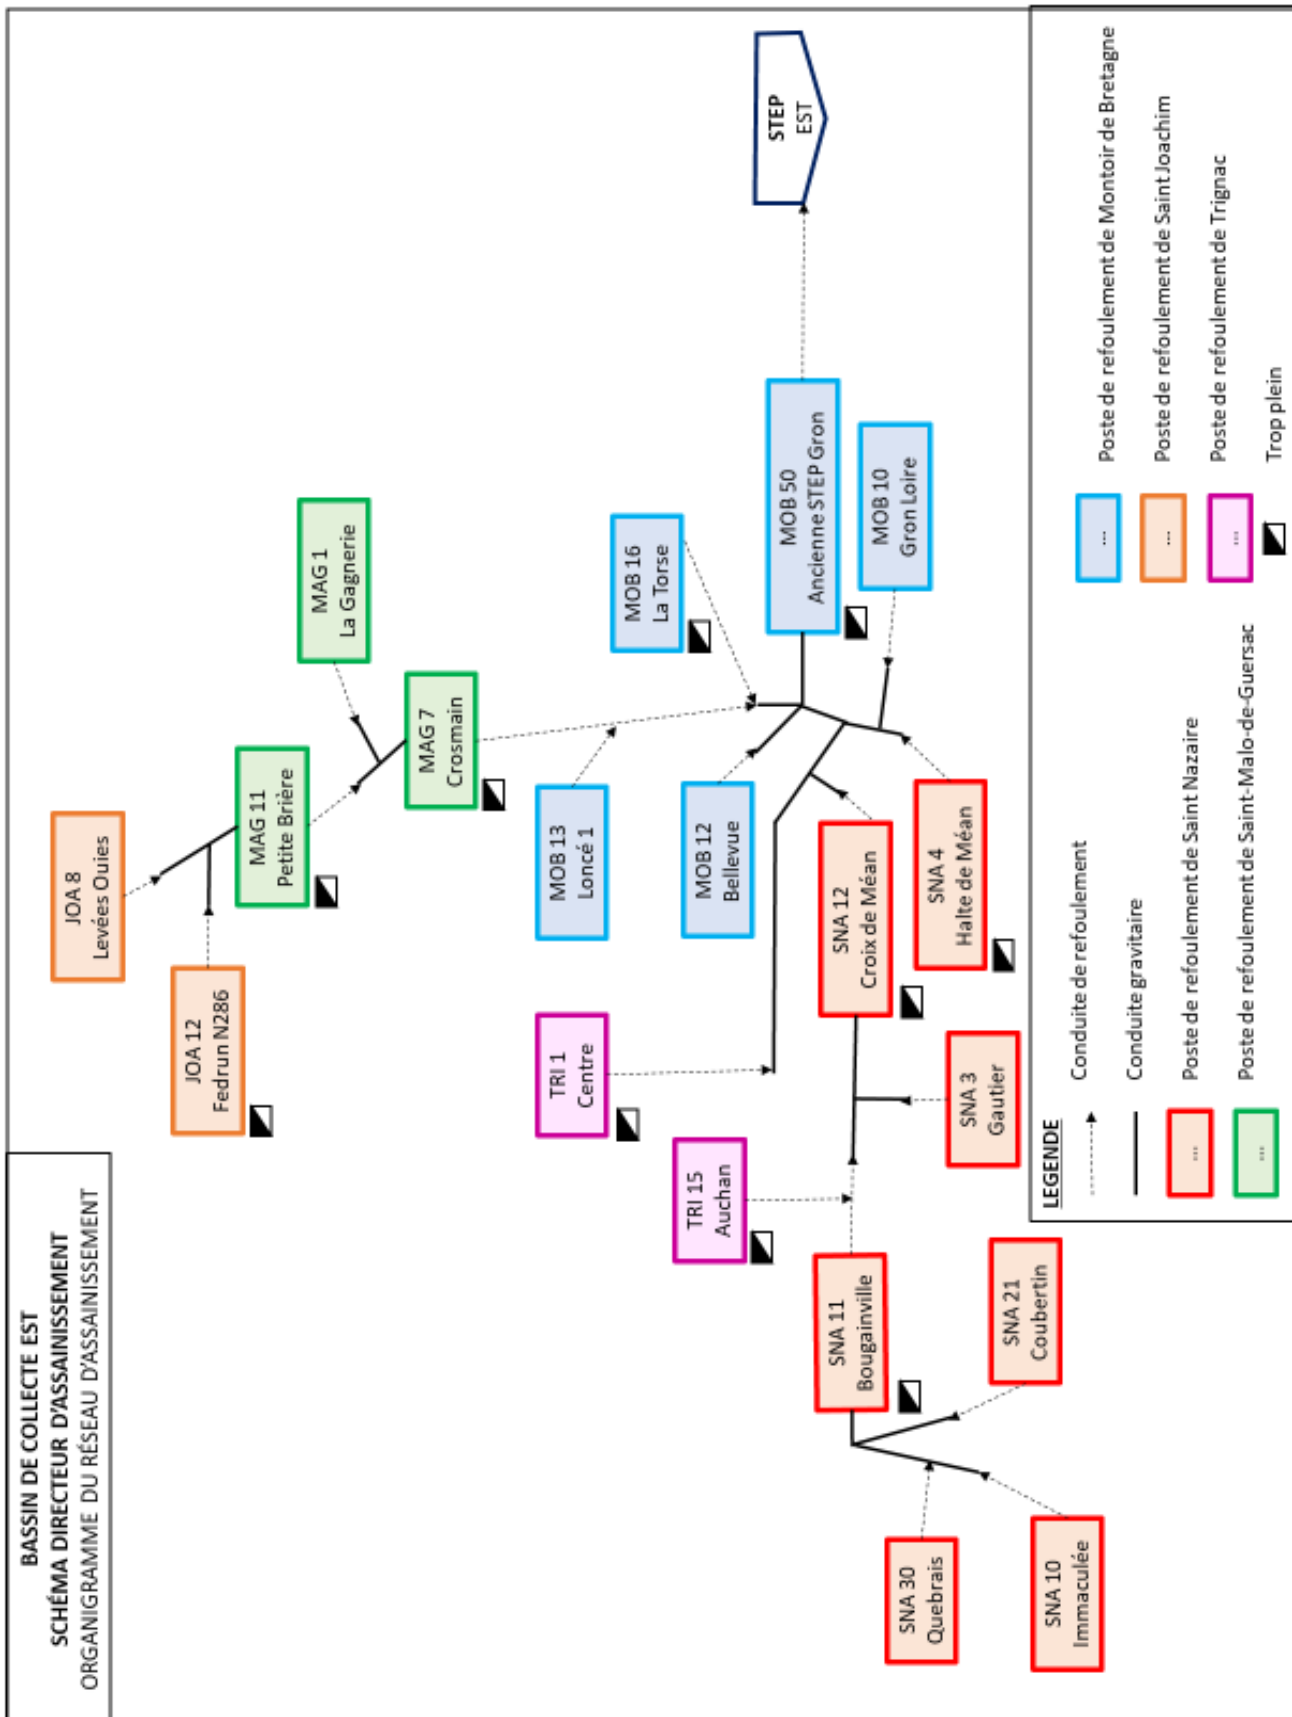 BASSIN DE COLLECTE EST
SCHÉMA DIRECTEUR D'ASSAINISSEMENT
ORGANIGRAMME DU RÉSEAU D'ASSAINISSEMENT
JOA 8
Levées Ouies
JOA 12
Fedrun N286
MAG 11
Petite Brière
MAG 1
La Gagnerie
MAG 7
Crosmain
TRI 1
Centre
MOB 13
Loncé 1
MOB 16
La Torse
TRI 15
Auchan
MOB 12
Bellevue
STEP
EST
MOB 50
Ancienne STEP Gron
SNA 11
Bougainville
SNA 12
Croix de Méan
MOB 10
Gron Loire
SNA 30
Quebrais
SNA 3
Gautier
SNA 4
Halte de Méan
SNA 21
Coubertin
SNA 10
Immaculée
LEGENDE
Conduite de refoulement
Conduite gravitaire
... Poste de refoulement de Saint Nazaire
... Poste de refoulement de Saint-Malo-de-Guersac
... Poste de refoulement de Montoir de Bretagne
... Poste de refoulement de Saint Joachim
... Poste de refoulement de Trignac
Trop plein